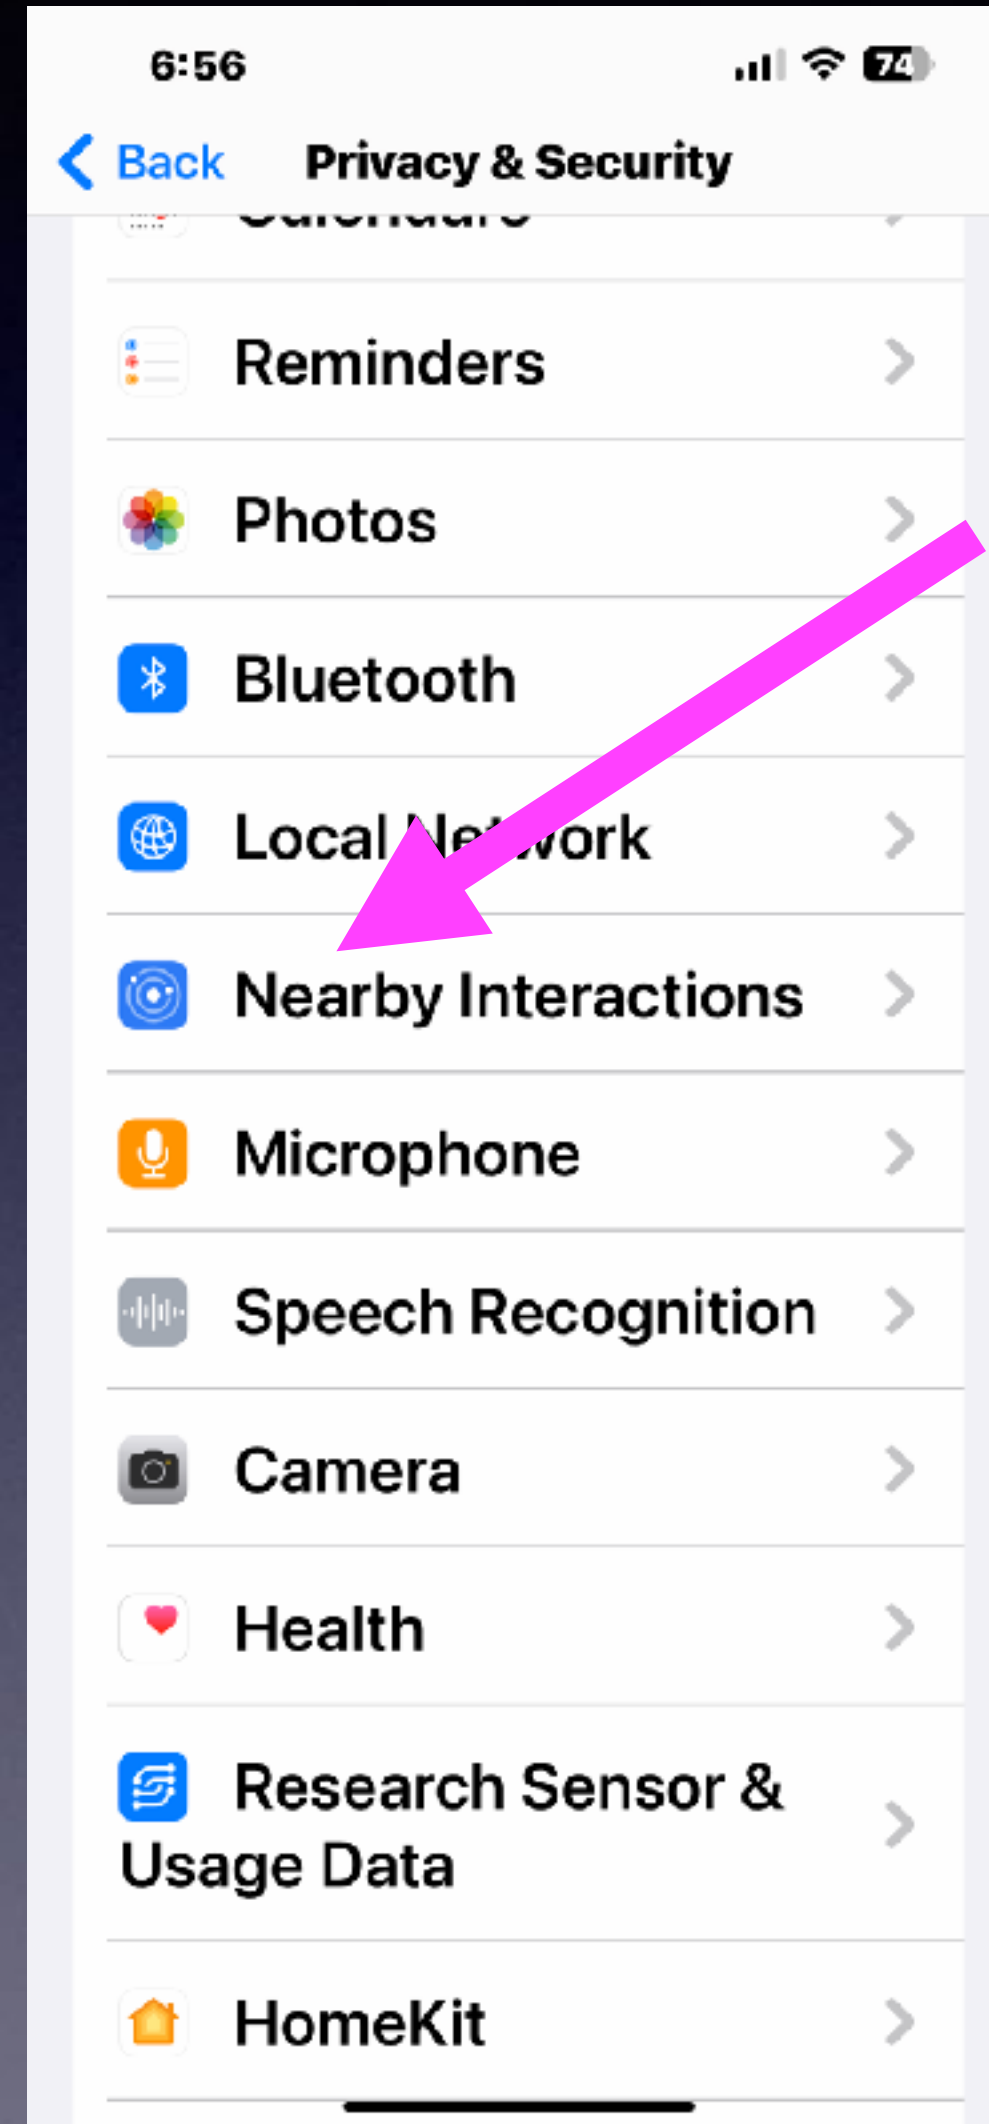 6:56
74
Back Privacy & Security
Calendars
Reminders
Photos
Bluetooth
Local Network
Nearby Interactions
Microphone
Speech Recognition
Camera
Health
Research Sensor &
Usage Data
HomeKit